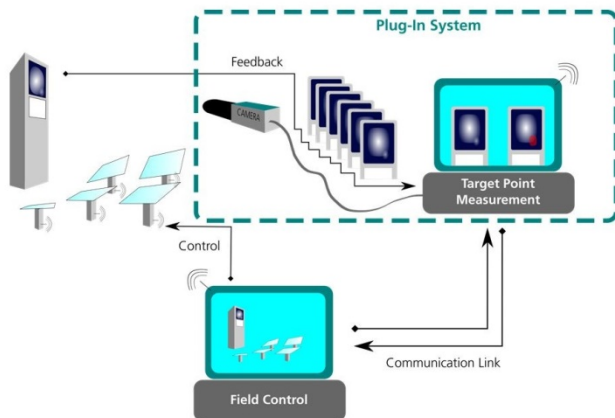 Plug-In System
Feedback
CAMERA
Target Point
Measurement
Control
Communication Link
Field Control